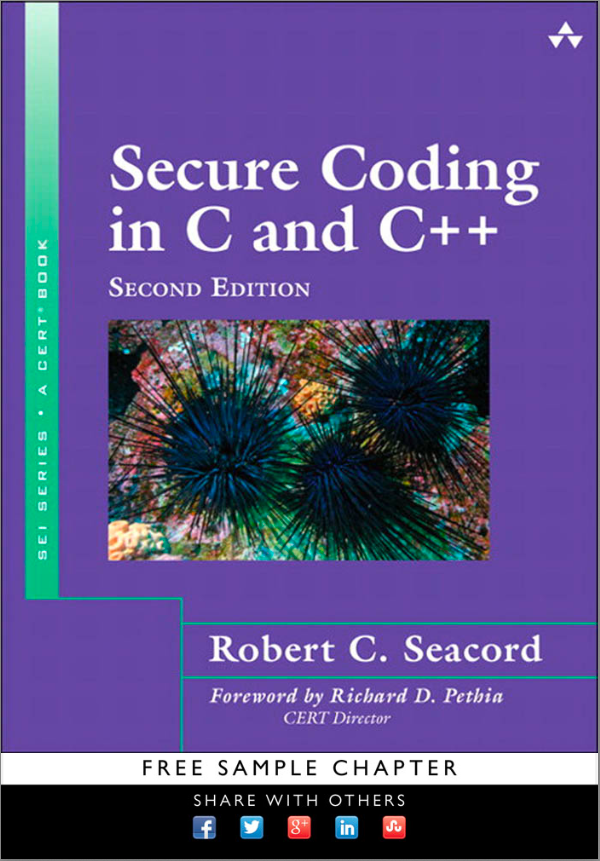 Secure Coding
in C and C++
SECOND EDITION
SEI SERIES • A CERT® BOOK
Robert C. Seacord
Foreword by Richard D. Pethia
CERT Director
FREE SAMPLE CHAPTER
SHARE WITH OTHERS
f
g+
in